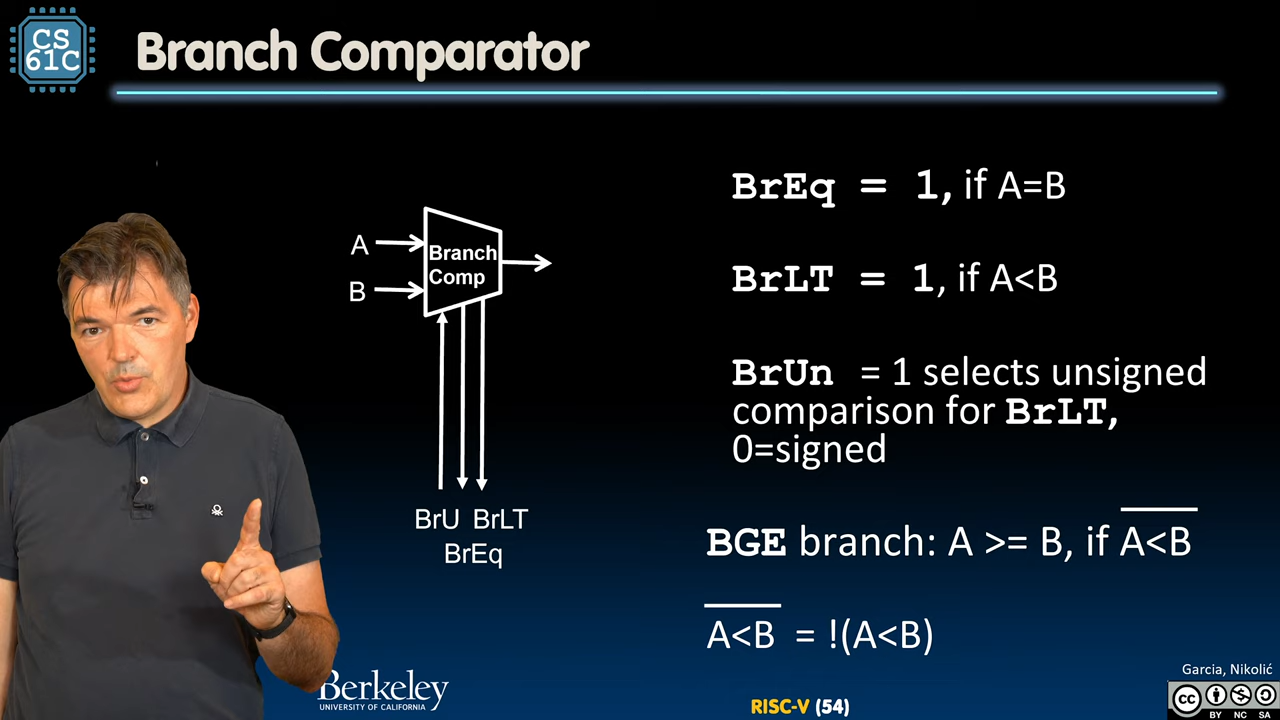 CS
61C
Branch Comparator
BrEq = 1, if A=B
BrLT = 1, if A<B
BrUn = 1 selects unsigned
comparison for BrLT,
0=signed
A
B
Branch
Comp
BrU BrLT
BrEq
BGE branch: A >= B, if A̅<̅B̅
A̅<̅B̅ = !(A<B)
Berkeley
UNIVERSITY OF CALIFORNIA
RISC-V (54)
Garcia, Nikolić
cc
BY NC SA